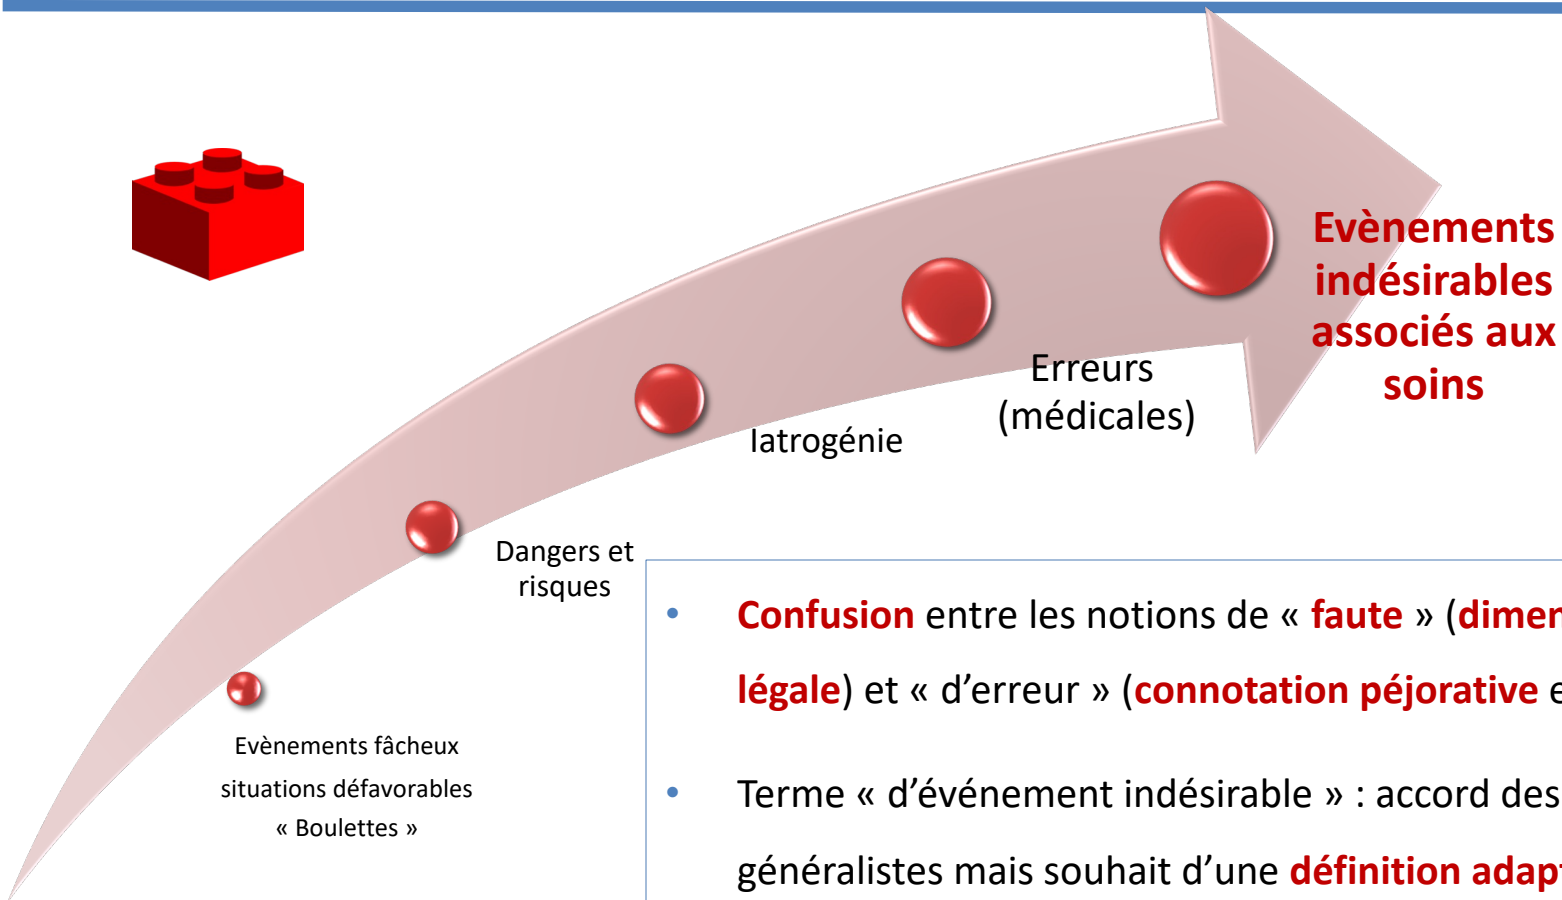 Evènements
indésirables
associés aux
soins
Erreurs
(médicales)
Iatrogénie
Dangers et
risques
Evènements fâcheux
situations défavorables
« Boulettes »
• Confusion entre les notions de « faute » (dimen
légale) et « d’erreur » (connotation péjorative e
• Terme « d’événement indésirable » : accord des
généralistes mais souhait d’une définition adapt